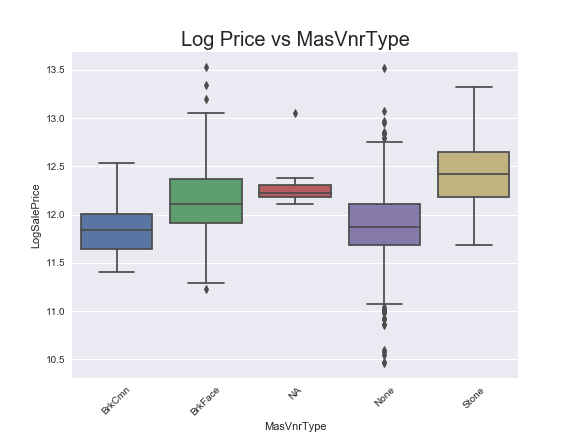 Log Price vs MasVnrType
13.5
13.0
12.5
12.0
11.5
11.0
10.5
LogSalePrice
BrkCmn
BrkFace
NA
None
Stone
MasVnrType